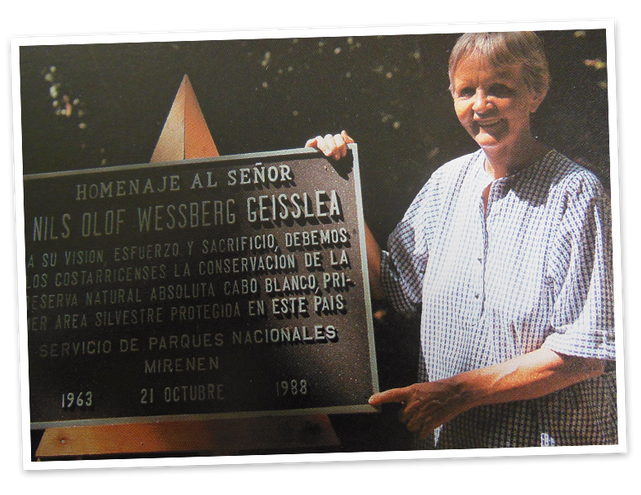 HOMENAJE AL SEÑOR
NILS OLOF WESSBERG GEISSLEA
A SU VISION, ESFUERZO Y SACRIFICIO, DEBEMOS
LOS COSTARRICENSES LA CONSERVACION DE LA
RESERVA NATURAL ABSOLUTA CABO BLANCO, PRI-
MER AREA SILVESTRE PROTEGIDA EN ESTE PAIS
SERVICIO DE PARQUES NACIONALES
MIRENEN
1963 21 OCTUBRE 1988